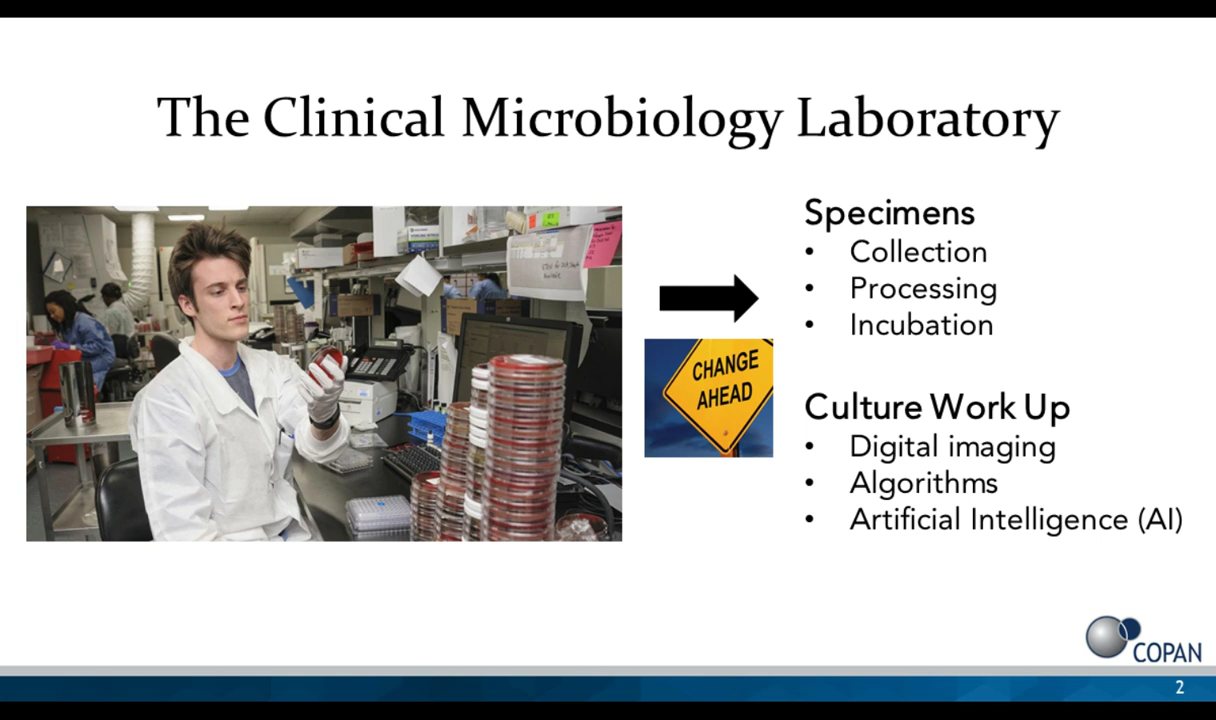 The Clinical Microbiology Laboratory
Specimens
• Collection
• Processing
• Incubation
CHANGE
AHEAD
Culture Work Up
• Digital imaging
• Algorithms
• Artificial Intelligence (AI)
COPAN
2